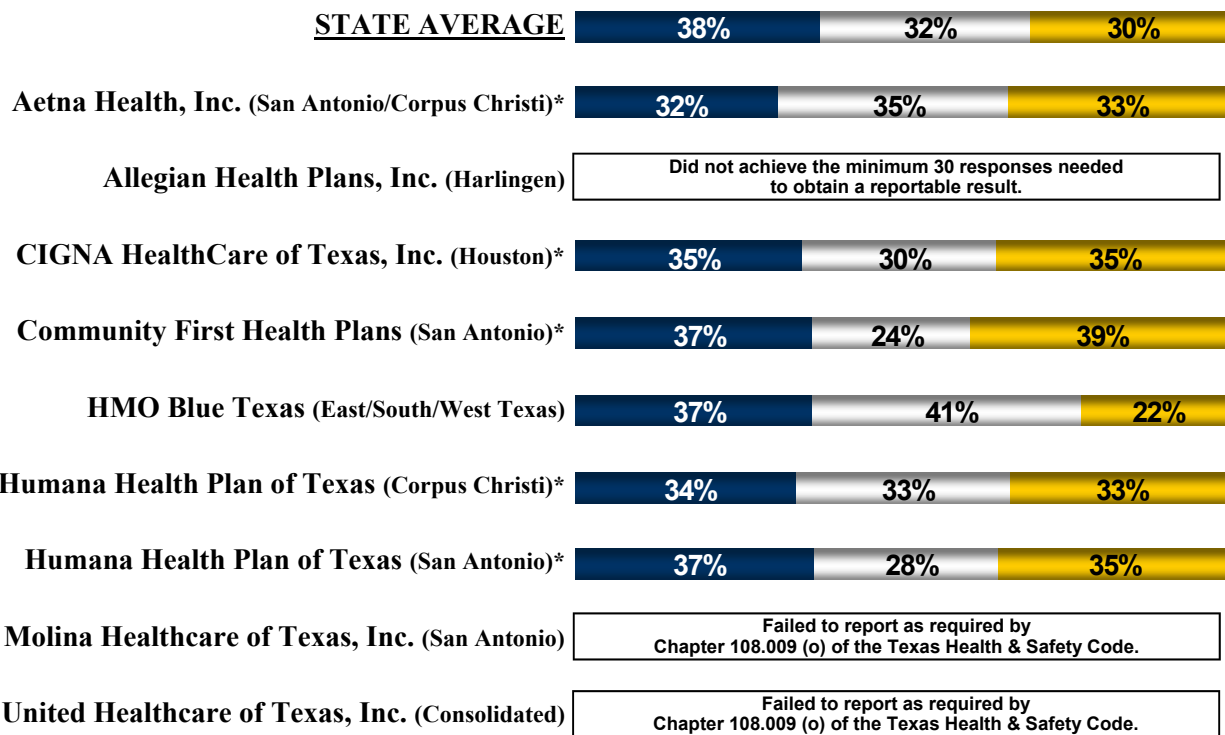 STATE AVERAGE 38% 32% 30%
Aetna Health, Inc. (San Antonio/Corpus Christi)* 32% 35% 33%
Allegian Health Plans, Inc. (Harlingen) Did not achieve the minimum 30 responses needed
to obtain a reportable result.
CIGNA HealthCare of Texas, Inc. (Houston)* 35% 30% 35%
Community First Health Plans (San Antonio)* 37% 24% 39%
HMO Blue Texas (East/South/West Texas) 37% 41% 22%
Humana Health Plan of Texas (Corpus Christi)* 34% 33% 33%
Humana Health Plan of Texas (San Antonio)* 37% 28% 35%
Molina Healthcare of Texas, Inc. (San Antonio) Failed to report as required by
Chapter 108.009 (o) of the Texas Health & Safety Code.
United Healthcare of Texas, Inc. (Consolidated) Failed to report as required by
Chapter 108.009 (o) of the Texas Health & Safety Code.